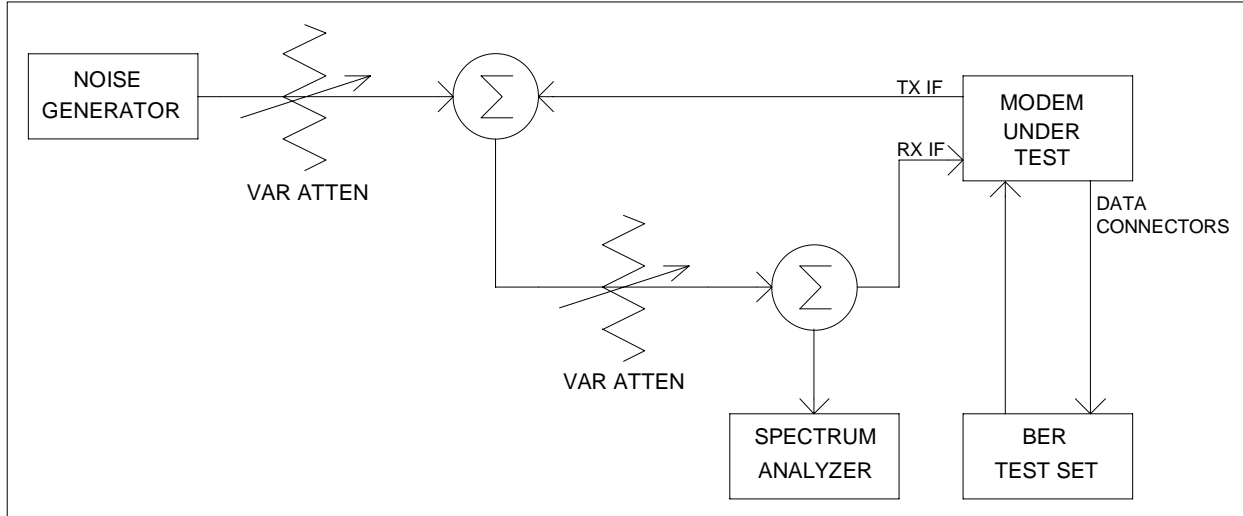 NOISE
GENERATOR
VAR ATTEN
Σ
TX IF
MODEM
UNDER
TEST
RX IF
DATA
CONNECTORS
VAR ATTEN
Σ
SPECTRUM
ANALYZER
BER
TEST SET